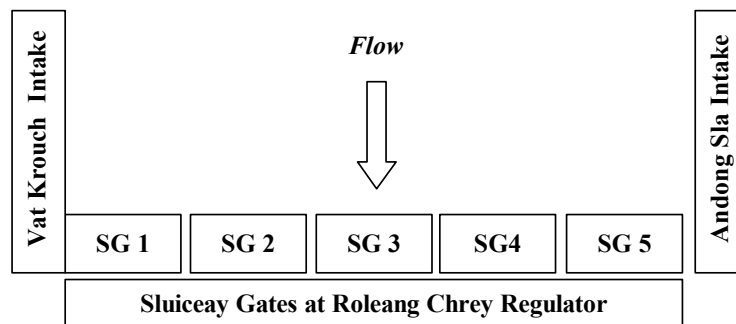 Flow
Vat Krouch Intake
Andong Sla Intake
SG 1
SG 2
SG 3
SG4
SG 5
Sluiceay Gates at Roleang Chrey Regulator